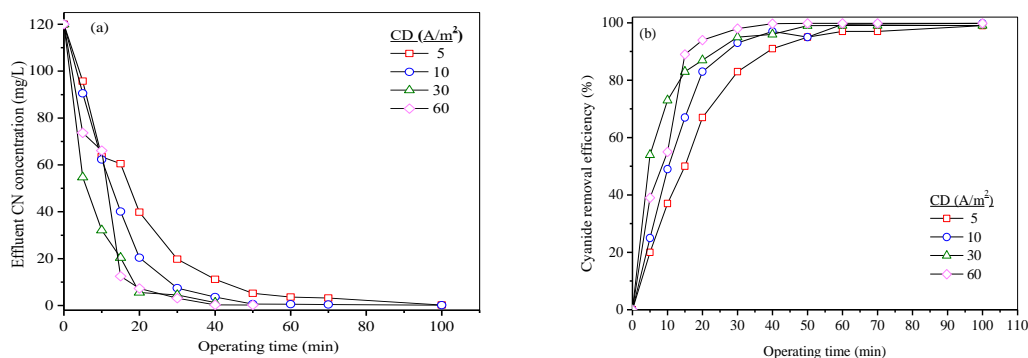 (a)
CD (A/m²)
5
10
30
60
120
100
80
60
40
20
0
Effluent CN concentration (mg/L)
0 20 40 60 80 100
Operating time (min)
(b)
100
80
60
40
20
0
Cyanide removal efficiency (%)
CD (A/m²)
5
10
30
60
0 10 20 30 40 50 60 70 80 90 100 110
Operating time (min)